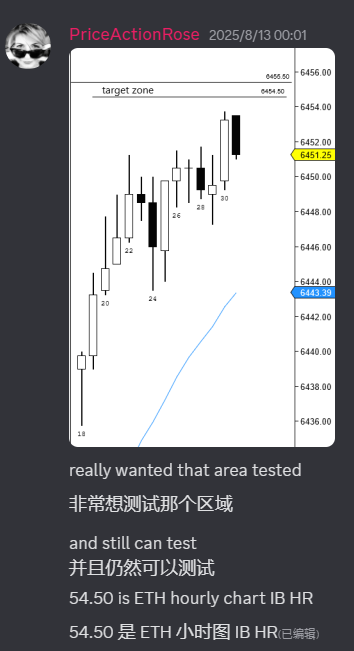 PriceActionRose 2025/8/13 00:01
6456.00
6455.50
target zone
6454.50
6454.00
6452.00
6451.25
6450.00
26
28
30
6448.00
22
6446.00
6444.00
20
24
6443.39
6442.00
6440.00
6438.00
6436.00
18
really wanted that area tested
非常想测试那个区域
and still can test
并且仍然可以测试
54.50 is ETH hourly chart IB HR
54.50 是 ETH 小时图 IB HR(已编辑)